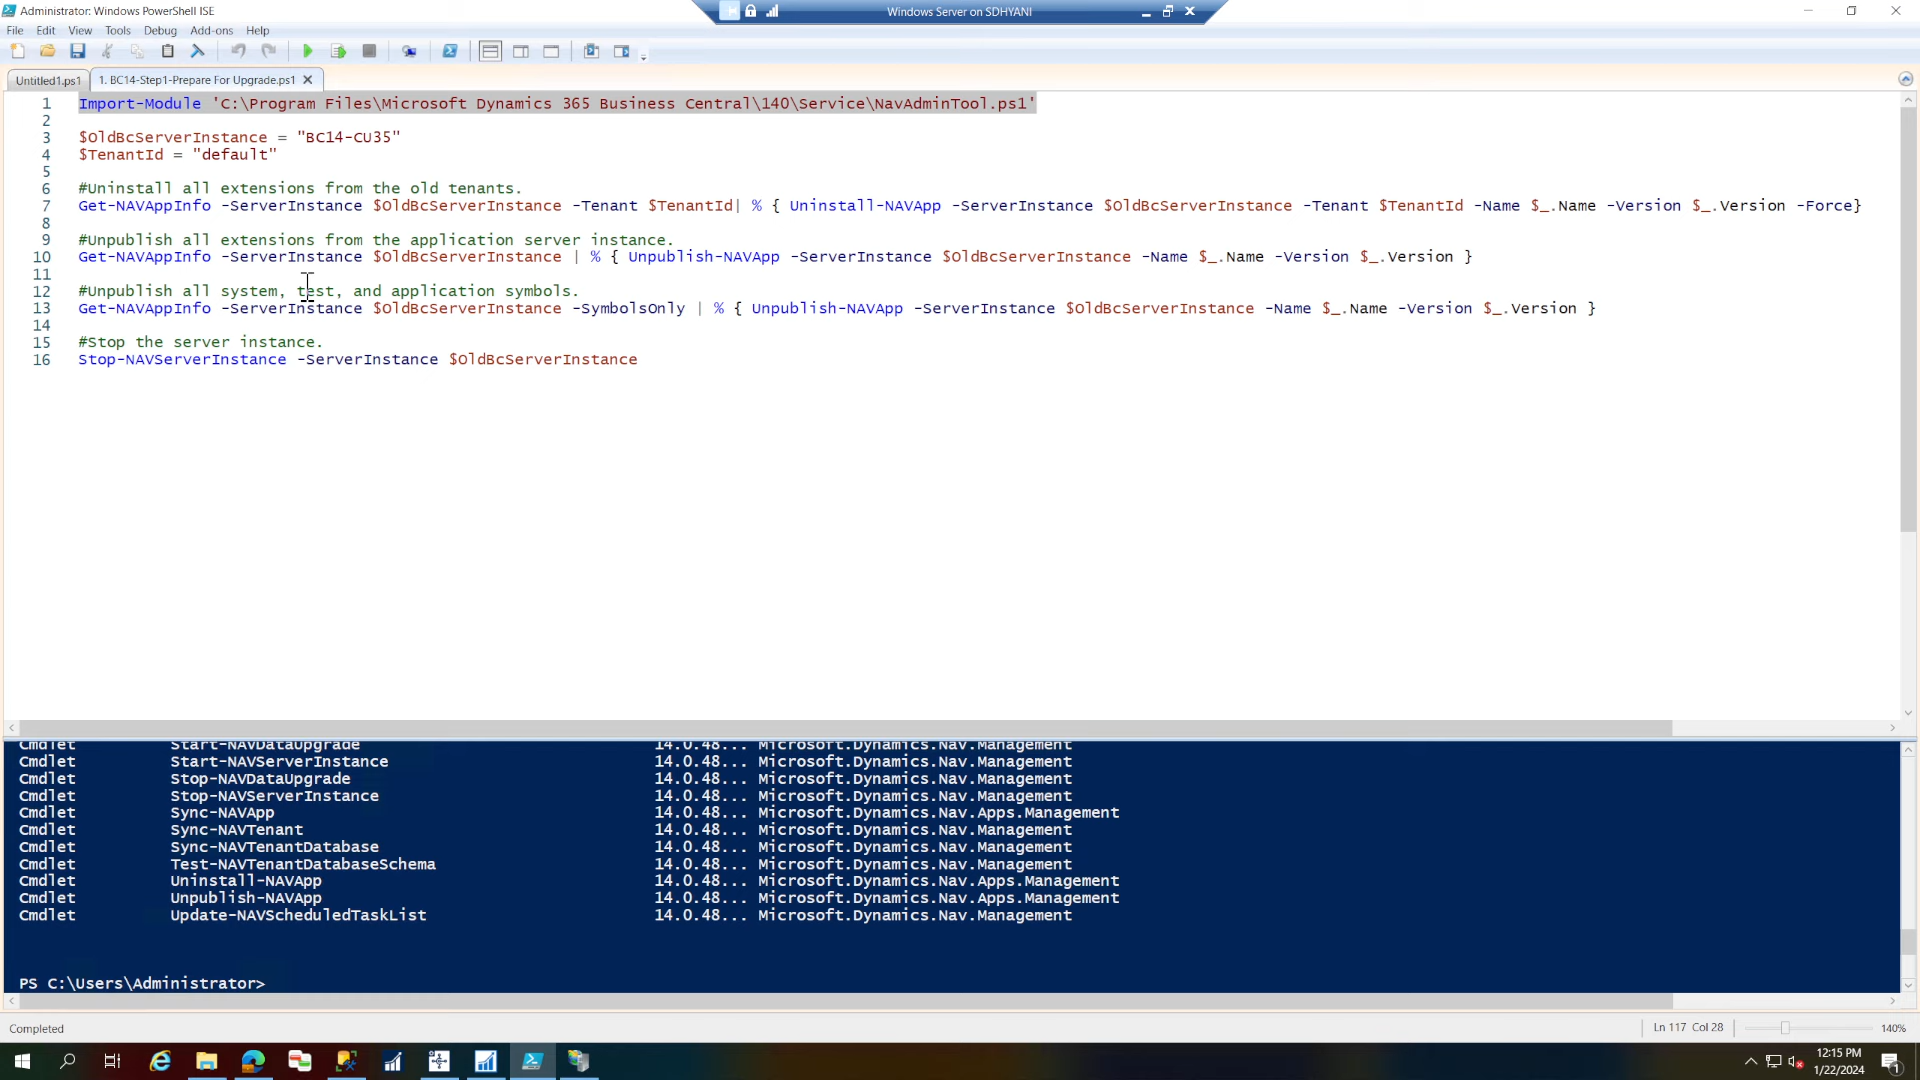 Administrator: Windows PowerShell ISE
Windows Server on SDHYANI
File Edit View Tools Debug Add-ons Help
Untitled1.ps1
1. BC14-Step1-Prepare For Upgrade.ps1
1 Import-Module 'C:\Program Files\Microsoft Dynamics 365 Business Central\140\Service\NavAdminTool.ps1'
2
3 $OldBcServerInstance = "BC14-CU35"
4 $TenantId = "default"
5
6 #Uninstall all extensions from the old tenants.
7 Get-NAVAppInfo -ServerInstance $OldBcServerInstance -Tenant $TenantId| % { Uninstall-NAVApp -ServerInstance $OldBcServerInstance -Tenant $TenantId -Name $_.Name -Version $_.Version -Force}
8
9 #Unpublish all extensions from the application server instance.
10 Get-NAVAppInfo -ServerInstance $OldBcServerInstance | % { Unpublish-NAVApp -ServerInstance $OldBcServerInstance -Name $_.Name -Version $_.Version }
11
12 #Unpublish all system, test, and application symbols.
13 Get-NAVAppInfo -ServerInstance $OldBcServerInstance -SymbolsOnly | % { Unpublish-NAVApp -ServerInstance $OldBcServerInstance -Name $_.Name -Version $_.Version }
14
15 #Stop the server instance.
16 Stop-NAVServerInstance -ServerInstance $OldBcServerInstance
Cmdlet Start-NAVDataUpgrade 14.0.48... Microsoft.Dynamics.Nav.Management
Cmdlet Start-NAVServerInstance 14.0.48... Microsoft.Dynamics.Nav.Management
Cmdlet Stop-NAVDataUpgrade 14.0.48... Microsoft.Dynamics.Nav.Management
Cmdlet Stop-NAVServerInstance 14.0.48... Microsoft.Dynamics.Nav.Management
Cmdlet Sync-NAVApp 14.0.48... Microsoft.Dynamics.Nav.Apps.Management
Cmdlet Sync-NAVTenant 14.0.48... Microsoft.Dynamics.Nav.Management
Cmdlet Sync-NAVTenantDatabase 14.0.48... Microsoft.Dynamics.Nav.Management
Cmdlet Test-NAVTenantDatabaseSchema 14.0.48... Microsoft.Dynamics.Nav.Management
Cmdlet Uninstall-NAVApp 14.0.48... Microsoft.Dynamics.Nav.Apps.Management
Cmdlet Unpublish-NAVApp 14.0.48... Microsoft.Dynamics.Nav.Apps.Management
Cmdlet Update-NAVScheduledTaskList 14.0.48... Microsoft.Dynamics.Nav.Management
PS C:\Users\Administrator>
Completed
Ln 117 Col 28
140%
12:15 PM
1/22/2024
1